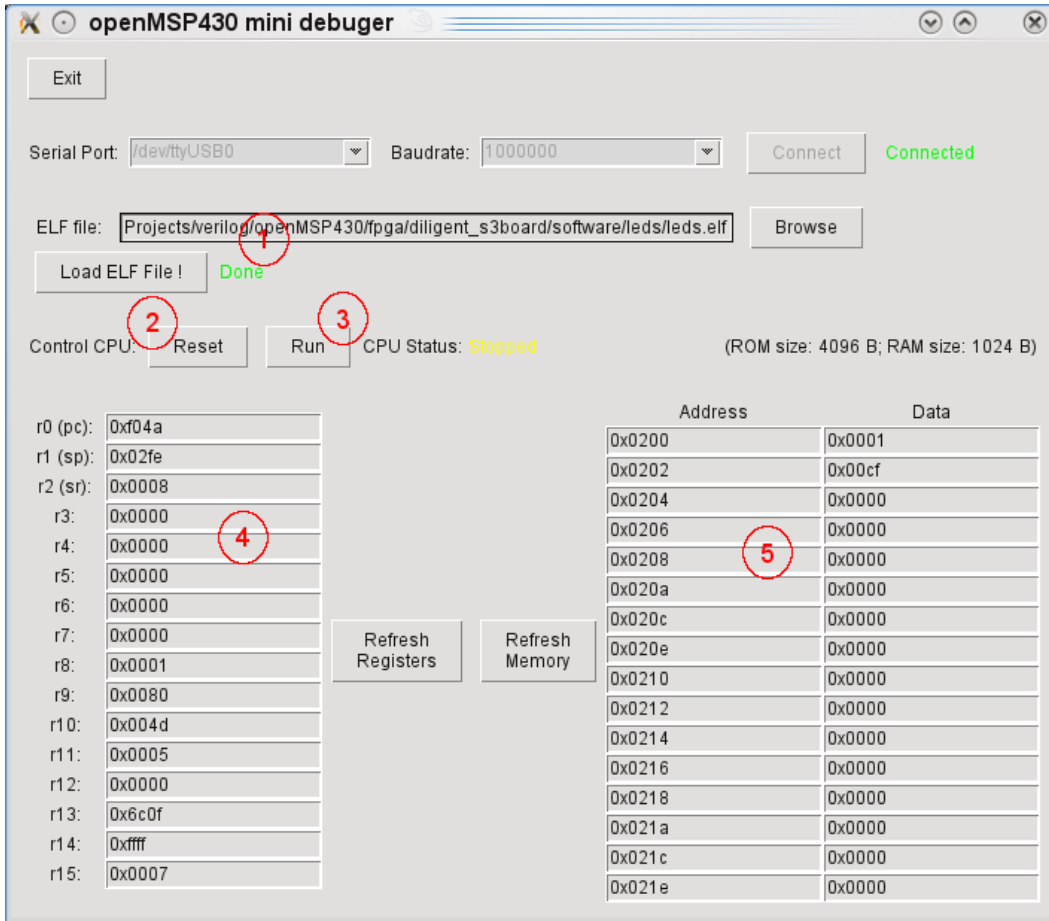 openMSP430 mini debuger
Exit
Serial Port: /dev/ttyUSB0 Baudrate: 1000000 Connect Connected
ELF file: Projects/verilog/openMSP430/fpga/diligent_s3board/software/leds/leds.elf Browse
1
Load ELF File ! Done
2 3
Control CPU: Reset Run CPU Status: Stopped (ROM size: 4096 B; RAM size: 1024 B)
Address Data
r0 (pc): 0xf04a 0x0200 0x0001
r1 (sp): 0x02fe 0x0202 0x00cf
r2 (sr): 0x0008 0x0204 0x0000
r3: 0x0000 0x0206 0x0000
4 5
r4: 0x0000 0x0208 0x0000
r5: 0x0000 0x020a 0x0000
r6: 0x0000 0x020c 0x0000
r7: 0x0000 Refresh Refresh 0x020e 0x0000
r8: 0x0001 Registers Memory 0x0210 0x0000
r9: 0x0080 0x0212 0x0000
r10: 0x004d 0x0214 0x0000
r11: 0x0005 0x0216 0x0000
r12: 0x0000 0x0218 0x0000
r13: 0x6c0f 0x021a 0x0000
r14: 0xffff 0x021c 0x0000
r15: 0x0007 0x021e 0x0000